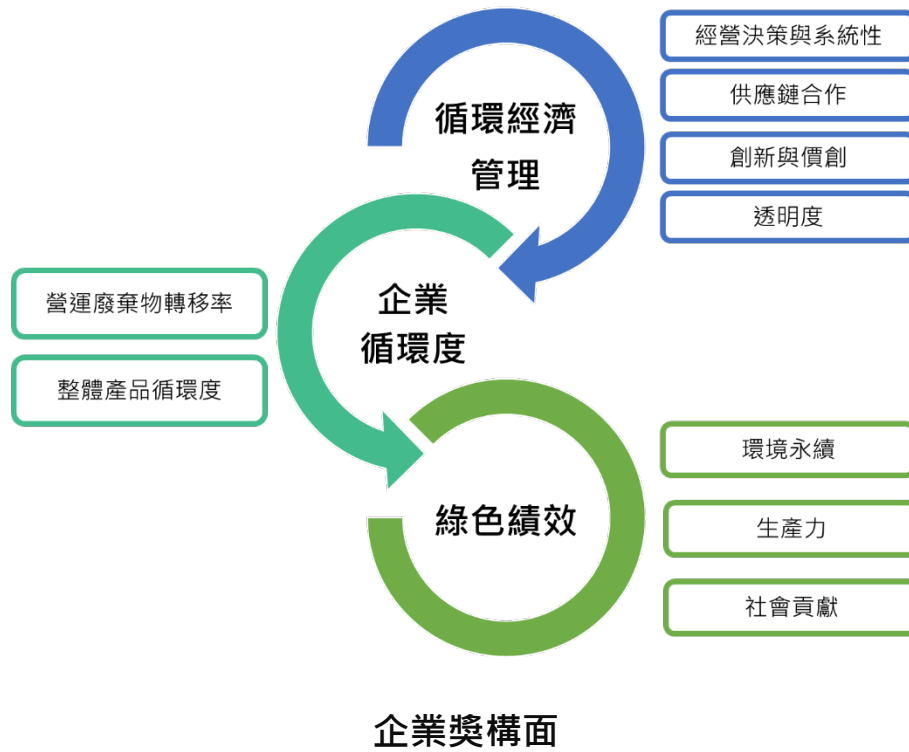 經營決策與系統性
供應鏈合作
循環經濟
管理
創新與價創
透明度
營運廢棄物轉移率
企業
循環度
整體產品循環度
環境永續
綠色績效
生產力
社會貢獻
企業獎構面